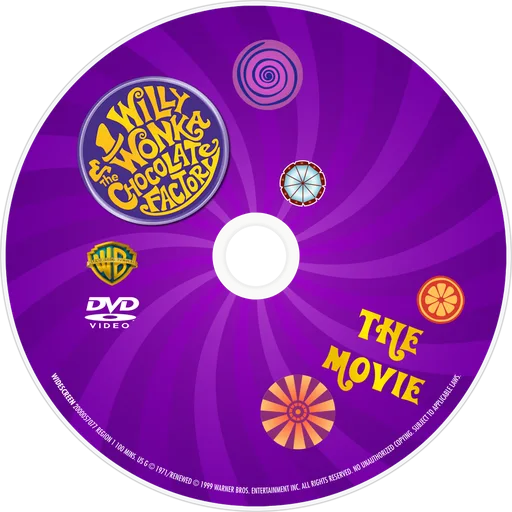 WILLY
WONKA
& the
CHOCOLATE
FACTORY
WB
DVD
VIDEO
THE
MOVIE
WIDESCREEN 2000057077 REGION 1 100 MINS. US & © 1971/RENEWED © 1999 WARNER BROS. ENTERTAINMENT INC. ALL RIGHTS RESERVED. NO UNAUTHORIZED COPYING. SUBJECT TO APPLICABLE LAWS.